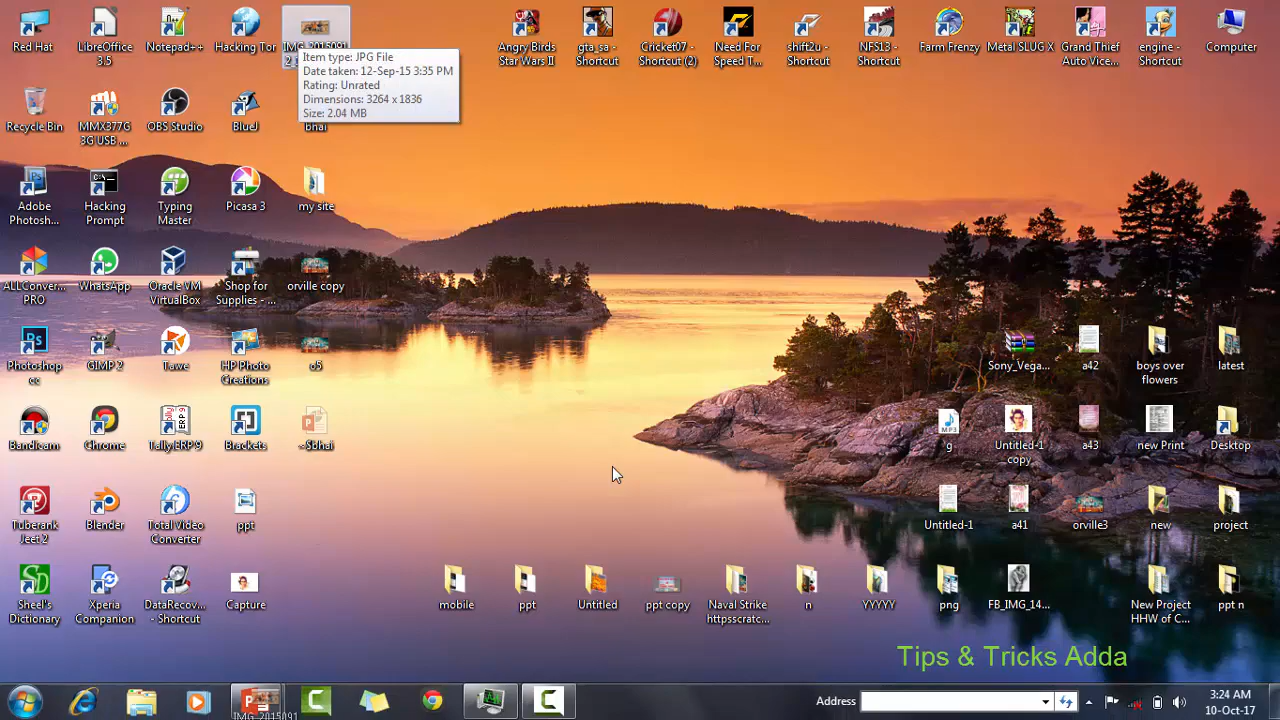 Red Hat
LibreOffice
3.5
Notepad++
Hacking Tor
IMG_2015091
Item type: JPG File
Date taken: 12-Sep-15 3:35 PM
Rating: Unrated
Dimensions: 3264 x 1836
Size: 2.04 MB
Angry Birds
Star Wars II
gta_sa -
Shortcut
Cricket07 -
Shortcut (2)
Need For
Speed T...
shift2u -
Shortcut
NFS13 -
Shortcut
Farm Frenzy
Metal SLUG X
Grand Thief
Auto Vice...
engine -
Shortcut
Computer
Recycle Bin
MMX377G
3G USB ...
OBS Studio
BlueJ
bhai
Adobe
Photosh...
Hacking
Prompt
Typing
Master
Picasa 3
my site
ALLConver...
PRO
WhatsApp
Oracle VM
VirtualBox
Shop for
Supplies - ...
orville copy
Photoshop
cc
GIMP 2
Tawe
HP Photo
Creations
o5
Sony_Vega...
a42
boys over
flowers
latest
Bandicam
Chrome
Tally.ERP 9
Brackets
~$bhai
MP3
g
Untitled-1
copy
a43
new Print
Desktop
Tuberank
Jeet 2
Blender
Total Video
Converter
ppt
Untitled-1
a41
orville3
new
project
Sheel's
Dictionary
Xperia
Companion
DataRecov...
- Shortcut
Capture
mobile
ppt
Untitled
ppt copy
Naval Strike
httpsscratc...
n
YYYYY
png
FB_IMG_14...
New Project
HHW of C...
ppt n
Tips & Tricks Adda
IMG_2015091
Address
3:24 AM
10-Oct-17